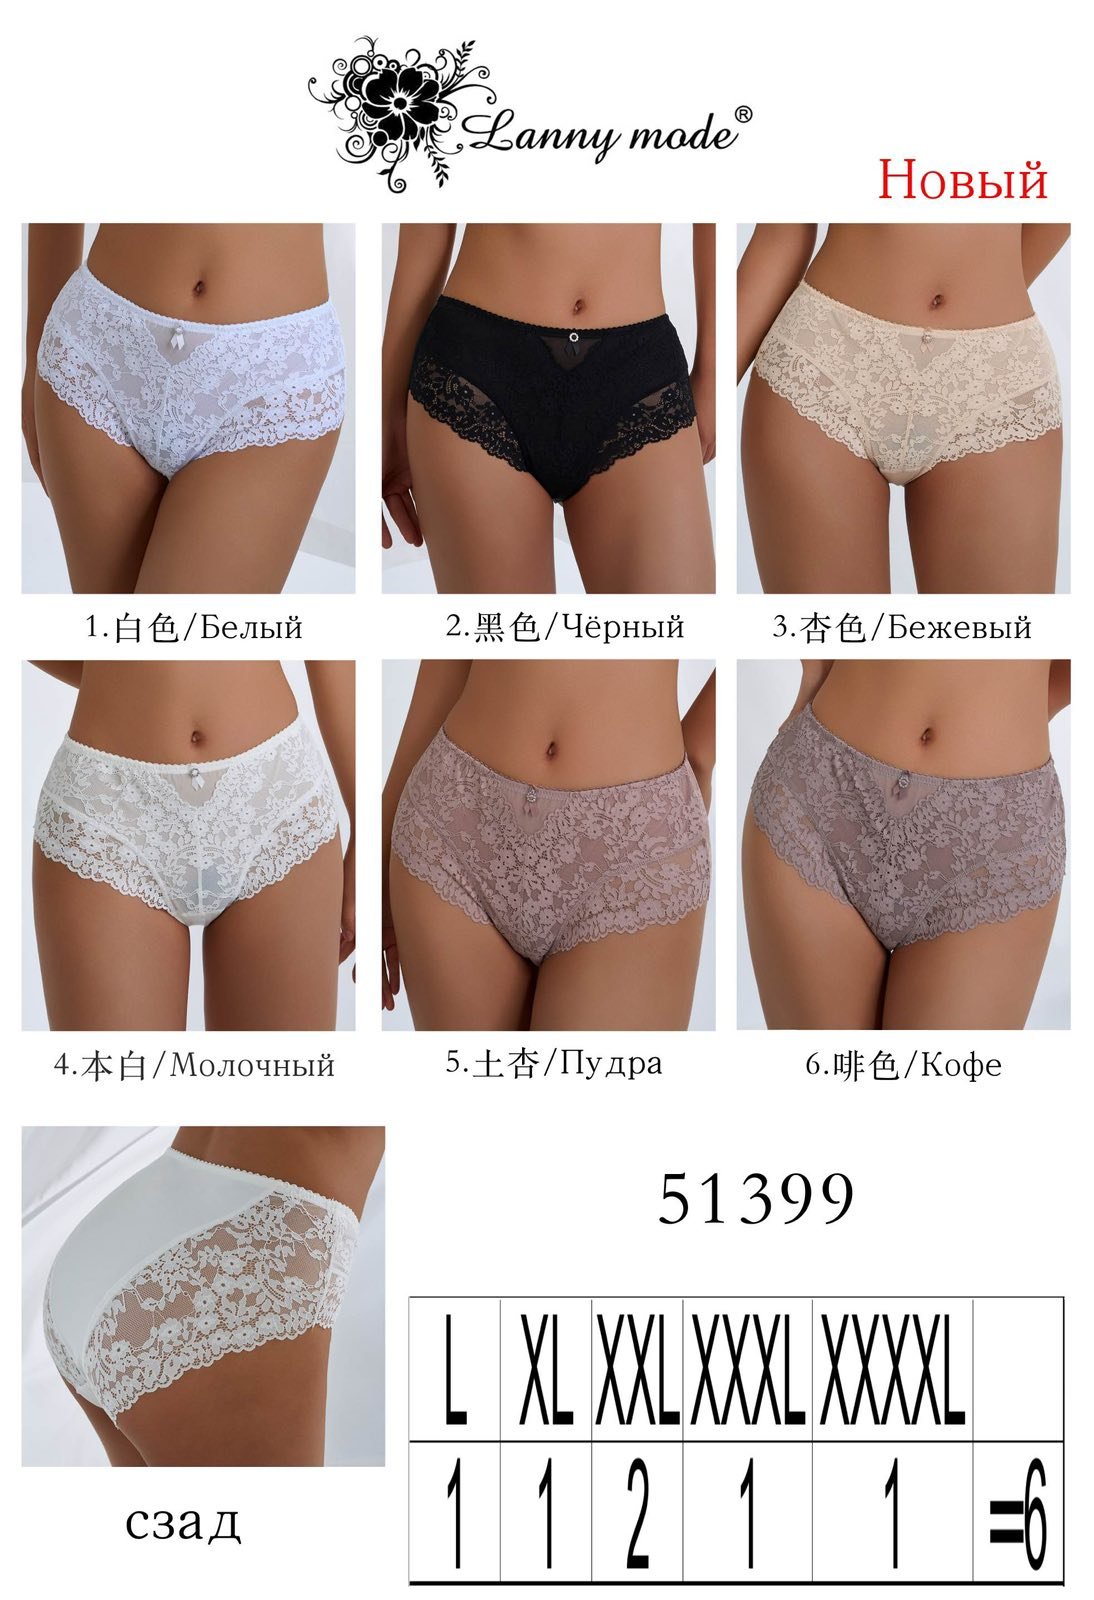 Lanny mode®
Новый
1.白色/Белый
2.黑色/Чёрный
3.杏色/Бежевый
4.本白/Молочный
5.土杏/Пудра
6.啡色/Кофе
51399
L XL XXL XXXL XXXXL
1 1 2 1 1 =6
сзад